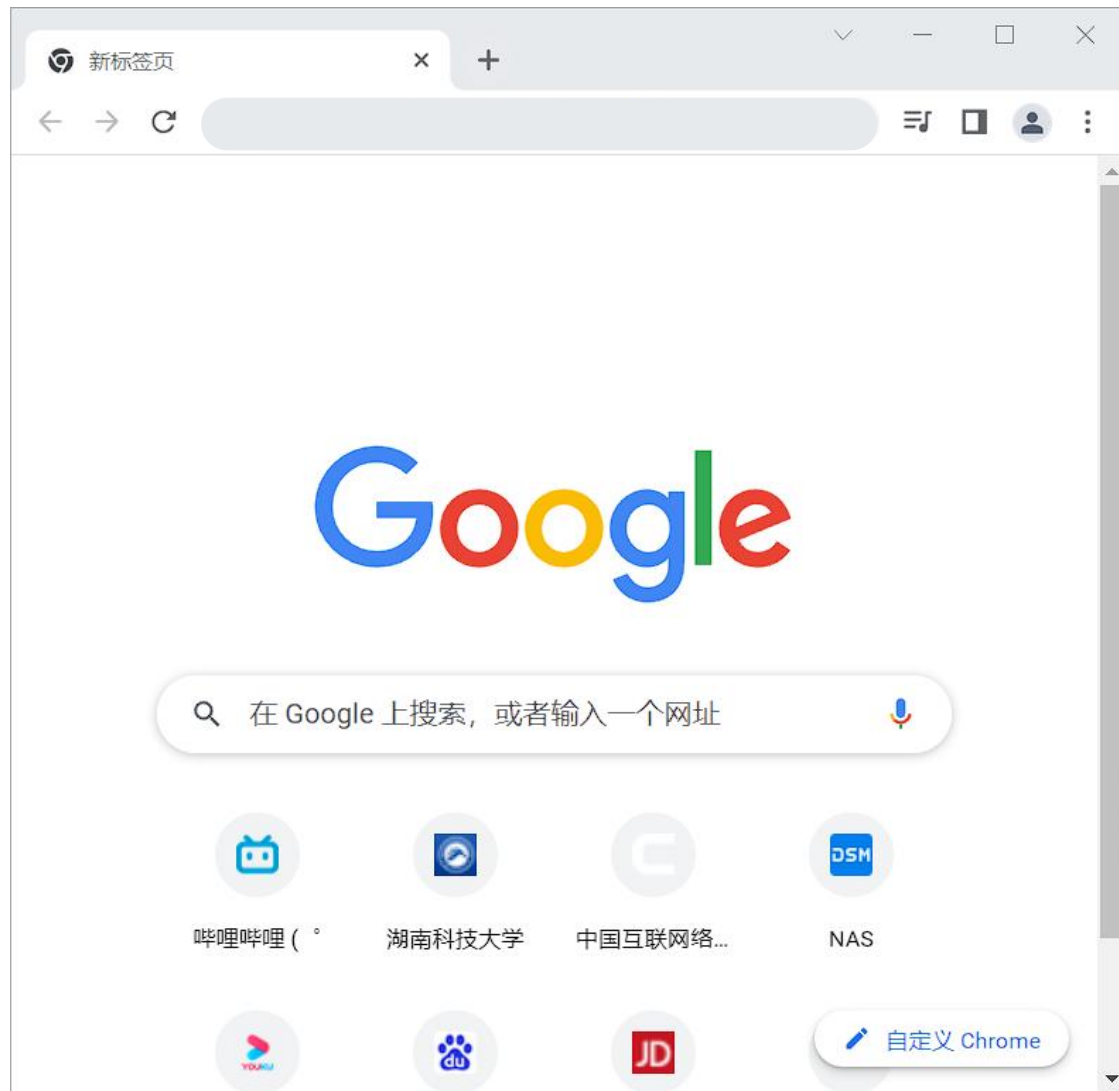 新标签页
Google
在 Google 上搜索，或者输入一个网址
DSM
哔哩哔哩 ( ゜
湖南科技大学
中国互联网络...
NAS
YOUKU
du
JD
自定义 Chrome